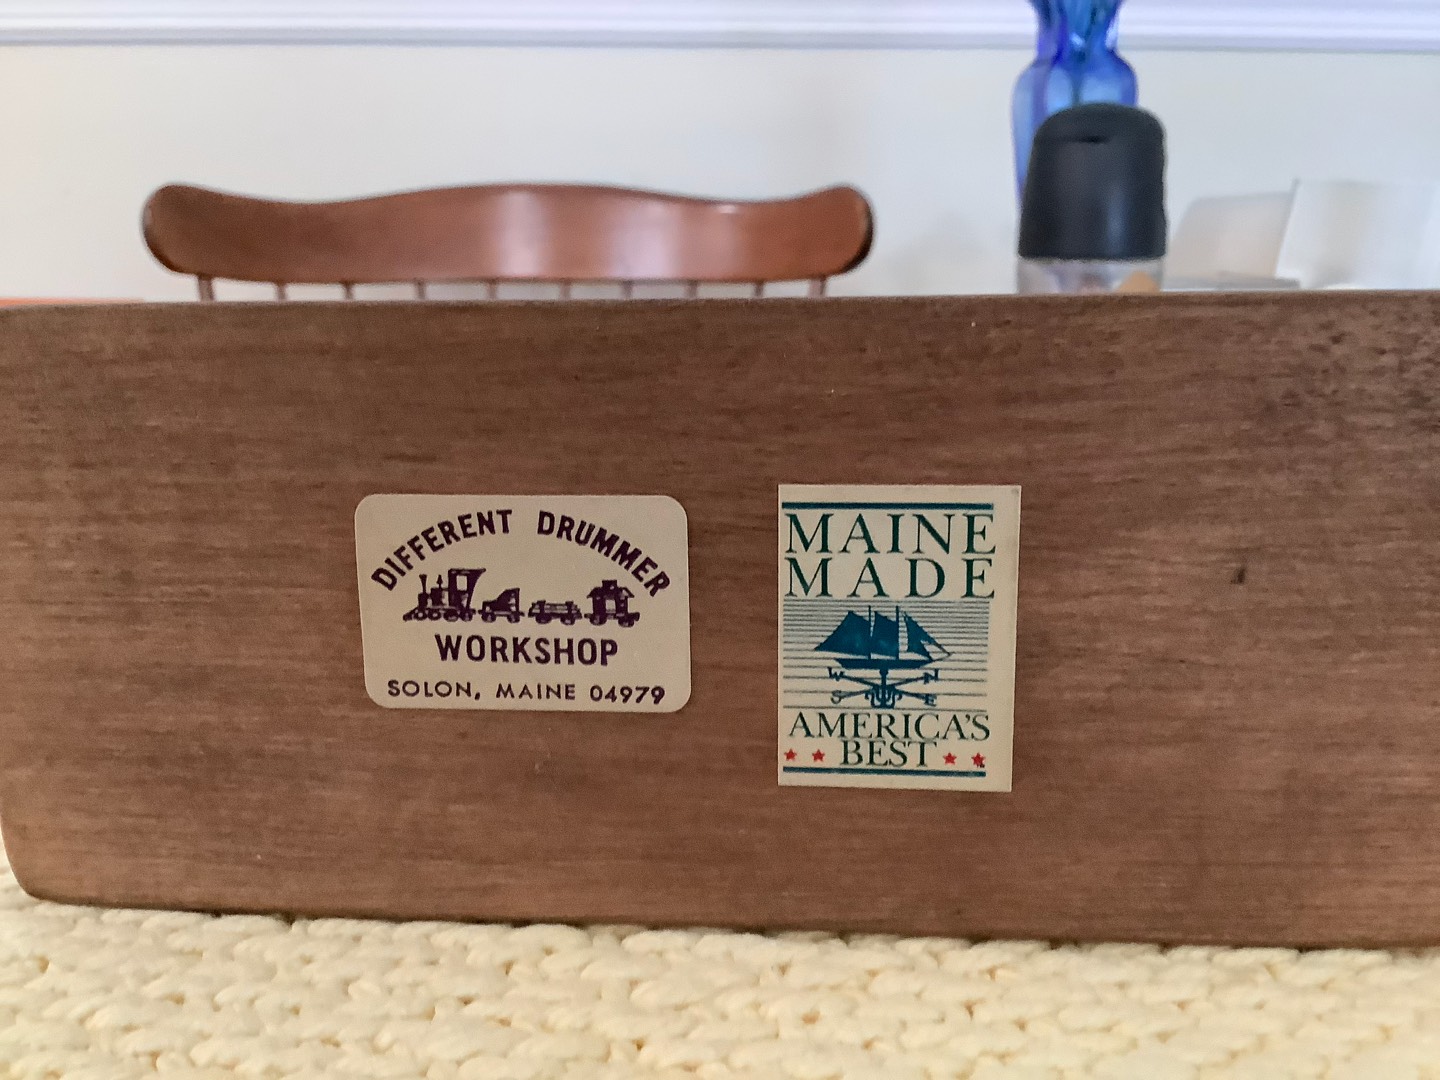 DIFFERENT DRUMMER
WORKSHOP
SOLON, MAINE 04979
MAINE
MADE
W N
S E
AMERICA'S
BEST